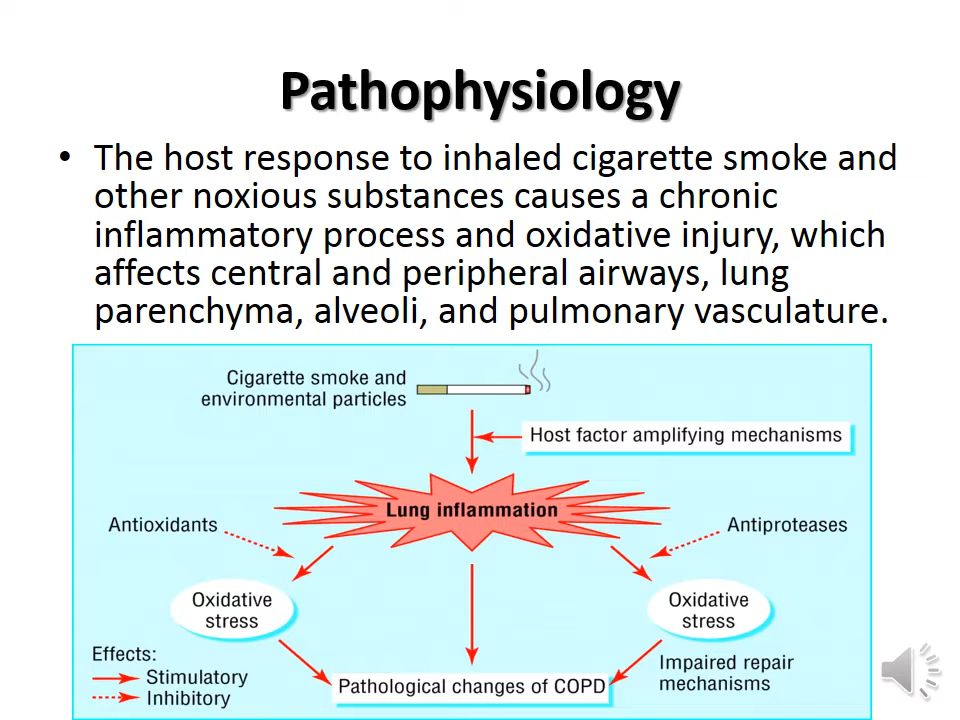 Pathophysiology
• The host response to inhaled cigarette smoke and
other noxious substances causes a chronic
inflammatory process and oxidative injury, which
affects central and peripheral airways, lung
parenchyma, alveoli, and pulmonary vasculature.
Cigarette smoke and
environmental particles
Host factor amplifying mechanisms
Lung inflammation
Antioxidants
Antiproteases
Oxidative
stress
Oxidative
stress
Effects:
Stimulatory
Inhibitory
Pathological changes of COPD
Impaired repair
mechanisms